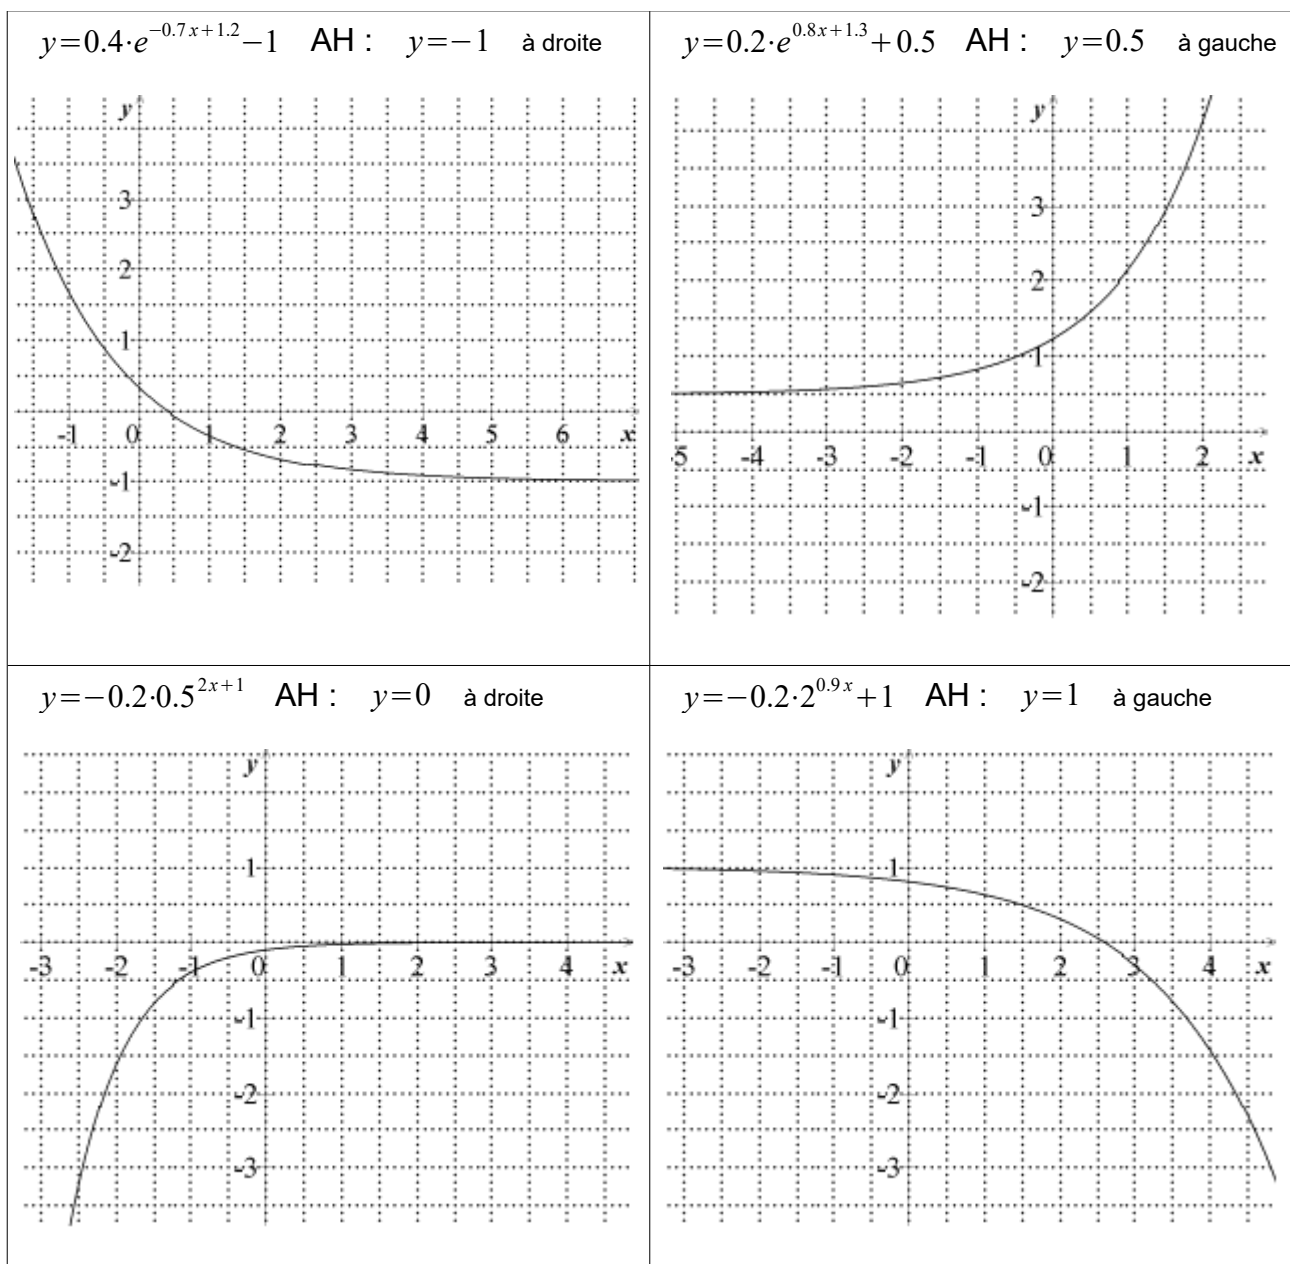 y=0.4·e^{−0.7x+1.2}−1 AH : y=−1 à droite
y=0.2·e^{0.8x+1.3}+0.5 AH : y=0.5 à gauche
y
3
2
1
-1 0 1 2 3 4 5 6 x
-1
-2
y
3
2
1
-5 -4 -3 -2 -1 0 1 2 x
-1
-2
y=−0.2·0.5^{2x+1} AH : y=0 à droite
y=−0.2·2^{0.9x}+1 AH : y=1 à gauche
y
1
-3 -2 -1 0 1 2 3 4 x
-1
-2
-3
y
1
-3 -2 -1 0 1 2 3 4 x
-1
-2
-3